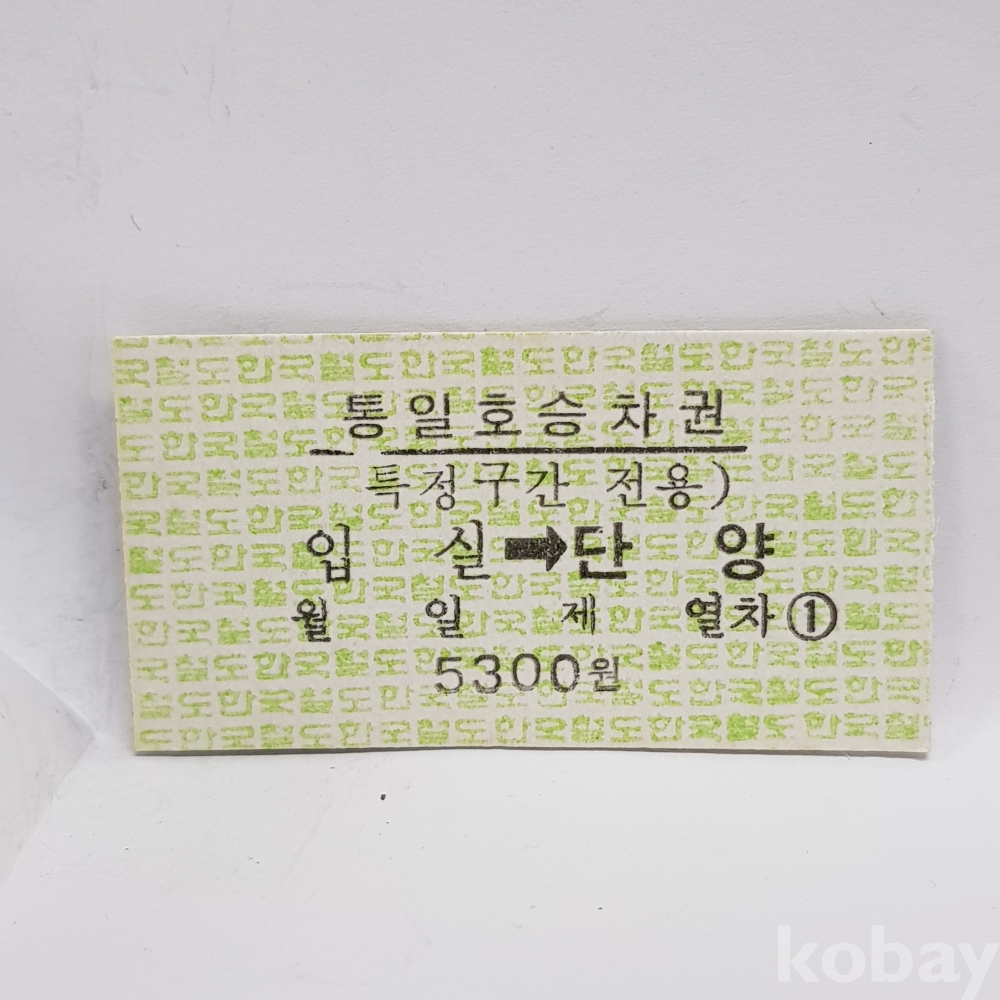 통일호승차권
특정구간 전용)
입 실➡단 양
월 일 제 열차①
5300원
kobay